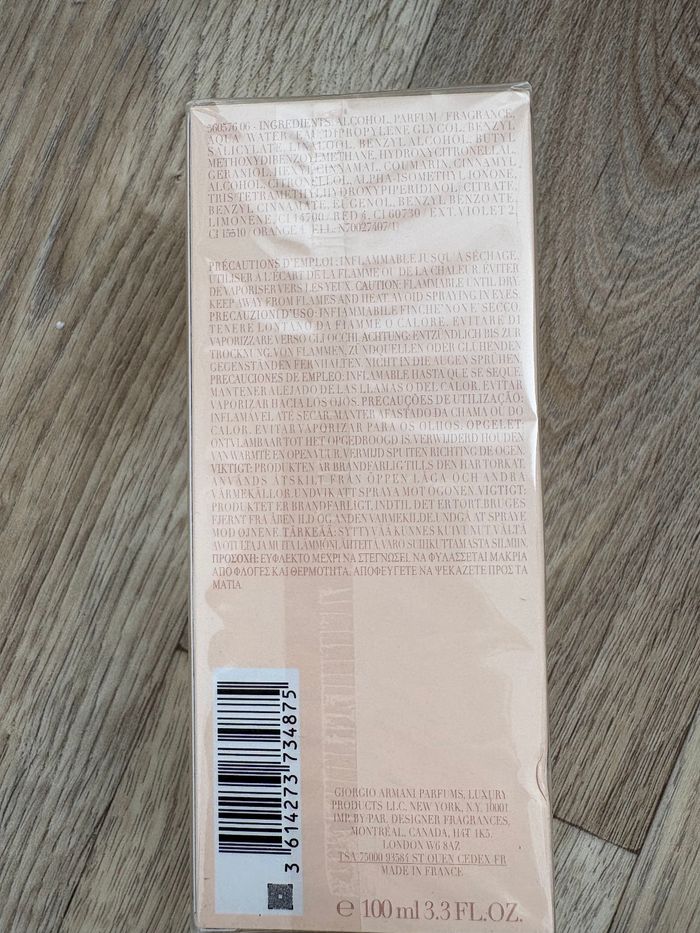 560576 06 - INGREDIENTS: ALCOHOL, PARFUM / FRAGRANCE,
AQUA / WATER / EAU, DIPROPYLENE GLYCOL, BENZYL
SALICYLATE, LINALOOL, BENZYL ALCOHOL, BUTYL
METHOXYDIBENZOYLMETHANE, HYDROXYCITRONELLAL,
GERANIOL, HEXYL CINNAMAL, COUMARIN, CINNAMYL
ALCOHOL, CITRONELLOL, ALPHA-ISOMETHYL IONONE,
TRIS(TETRAMETHYLHYDROXYPIPERIDINOL) CITRATE,
BENZYL CINNAMATE, EUGENOL, BENZYL BENZOATE,
LIMONENE, CI 14700 / RED 4, CI 60730 / EXT. VIOLET 2,
CI 15510 / ORANGE 4 F.I.L. N70027407/1
PRÉCAUTIONS D'EMPLOI : INFLAMMABLE JUSQU'À SÉCHAGE,
UTILISER À L'ÉCART DE LA FLAMME OU DE LA CHALEUR. ÉVITER
DE VAPORISER VERS LES YEUX. CAUTION: FLAMMABLE UNTIL DRY
KEEP AWAY FROM FLAMES AND HEAT. AVOID SPRAYING IN EYES.
PRECAUZIONI D'USO: INFIAMMABILE FINCHE' NON E' SECCO.
TENERE LONTANO DA FIAMME O CALORE. EVITARE DI
VAPORIZZARE VERSO GLI OCCHI. ACHTUNG: ENTZÜNDLICH BIS ZUR
TROCKNUNG. VON FLAMMEN, ZÜNDQUELLEN ODER GLÜHENDEN
GEGENSTÄNDEN FERNHALTEN. NICHT IN DIE AUGEN SPRÜHEN.
PRECAUCIONES DE EMPLEO: INFLAMABLE HASTA QUE SE SEQUE.
MANTENER ALEJADO DE LAS LLAMAS O DEL CALOR. EVITAR
VAPORIZAR HACIA LOS OJOS. PRECAUÇÕES DE UTILIZAÇÃO:
INFLAMÁVEL ATÉ SECAR. MANTER AFASTADO DA CHAMA OU DO
CALOR. EVITAR VAPORIZAR PARA OS OLHOS. OPGELET:
ONTVLAMBAAR TOT HET OPGEDROOGD IS. VERWIJDERD HOUDEN
VAN WARMTE EN OPEN VUUR. VERMIJD SPUITEN RICHTING DE OGEN.
VIKTIGT: PRODUKTEN ÄR BRANDFARLIG TILLS DEN HAR TORKAT.
ANVÄNDS ÅTSKILT FRÅN ÖPPEN LÅGA OCH ANDRA
VÄRMEKÄLLOR. UNDVIK ATT SPRAYA MOT ÖGONEN. VIGTIGT:
PRODUKTET ER BRANDFARLIGT, INDTIL DET ER TØRT. BRUGES
FJERNT FRA ÅBEN ILD OG ANDEN VARMEKILDE. UNDGÅ AT SPRAYE
MOD ØJNENE. TÄRKEÄÄ: SYTTYVÄÄ KUNNES KUIVUNUT. VÄLTÄ
AVOTULTA JA MUITA LÄMMÖNLÄHTEITÄ. VARO SUIHKUTTAMASTA SILMIIN.
ΠΡΟΣΟΧΗ: ΕΥΦΛΕΚΤΟ ΜΕΧΡΙ ΝΑ ΣΤΕΓΝΩΣΕΙ. ΝΑ ΦΥΛΑΣΣΕΤΑΙ ΜΑΚΡΙΑ
ΑΠΟ ΦΛΟΓΕΣ ΚΑΙ ΘΕΡΜΟΤΗΤΑ. ΑΠΟΦΕΥΓΕΤΕ ΝΑ ΨΕΚΑΖΕΤΕ ΠΡΟΣ ΤΑ
ΜΑΤΙΑ.
3 614273 734875
GIORGIO ARMANI PARFUMS, LUXURY
PRODUCTS LLC, NEW YORK, N.Y. 10001
IMP. BY/PAR. DESIGNER FRAGRANCES,
MONTRÉAL, CANADA, H4T 1K5.
LONDON W6 8AZ
TSA 75000 93584 ST OUEN CEDEX FR
MADE IN FRANCE
e 100 ml 3.3 FL.OZ.